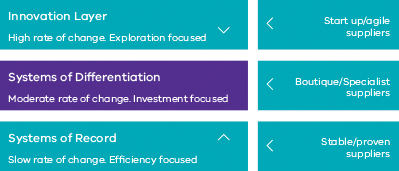 Innovation Layer
High rate of change. Exploration focused
Start up/agile
suppliers
Systems of Differentiation
Moderate rate of change. Investment focused
Boutique/Specialist
suppliers
Systems of Record
Slow rate of change. Efficiency focused
Stable/proven
suppliers